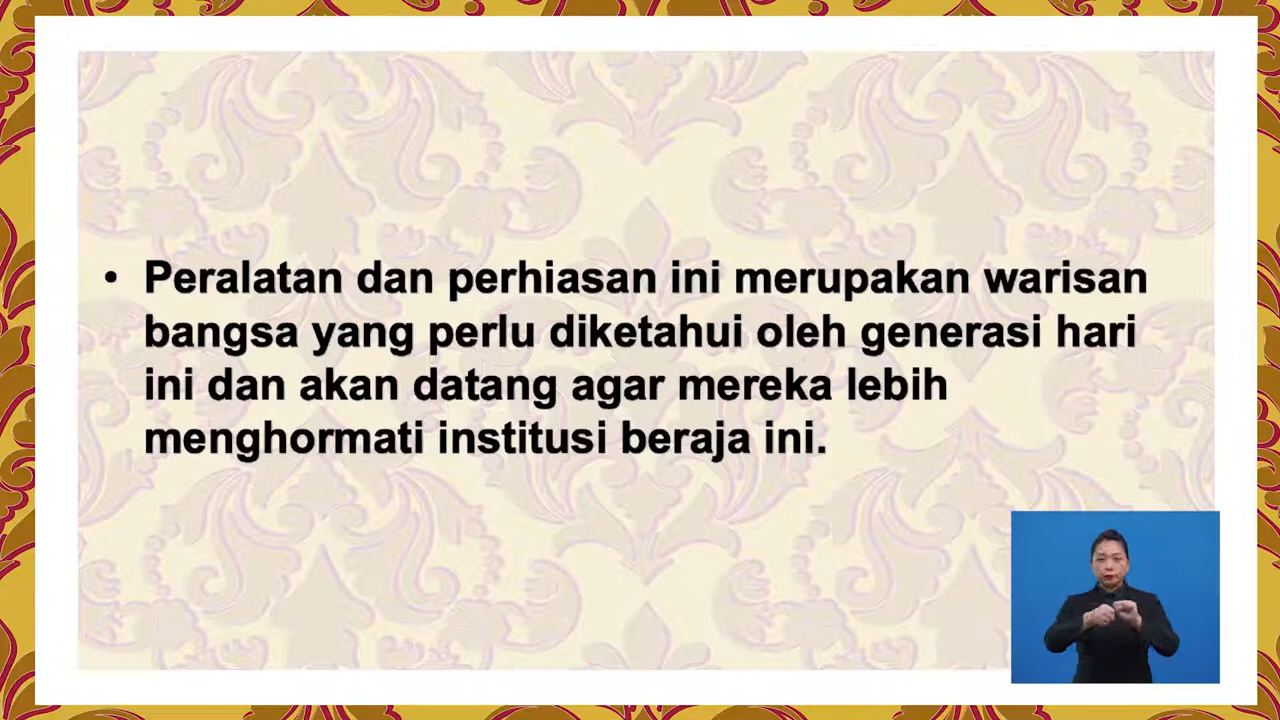 • Peralatan dan perhiasan ini merupakan warisan
bangsa yang perlu diketahui oleh generasi hari
ini dan akan datang agar mereka lebih
menghormati institusi beraja ini.